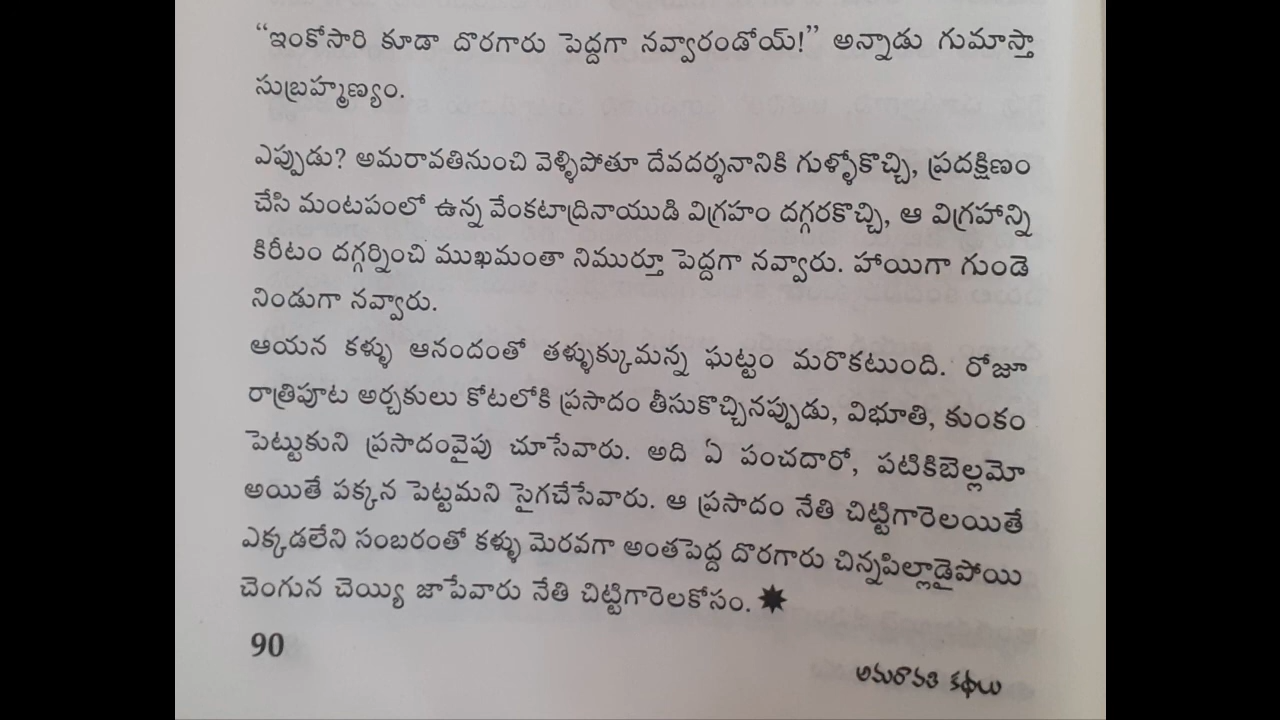 “ఇంకోసారి కూడా దొరగారు పెద్దగా నవ్వారండోయ్!” అన్నాడు గుమాస్తా
సుబ్రహ్మణ్యం.
ఎప్పుడు? అమరావతినుంచి వెళ్ళిపోతూ దేవదర్శనానికి గుళ్ళోకొచ్చి, ప్రదక్షిణం
చేసి మంటపంలో ఉన్న వేంకటాద్రినాయుడి విగ్రహం దగ్గరకొచ్చి, ఆ విగ్రహాన్ని
కిరీటం దగ్గర్నించి ముఖమంతా నిముర్తూ పెద్దగా నవ్వారు. హాయిగా గుండె
నిండుగా నవ్వారు.
ఆయన కళ్ళు ఆనందంతో తళ్ళుక్కుమన్న ఘట్టం మరొకటుంది. రోజూ
రాత్రిపూట అర్చకులు కోటలోకి ప్రసాదం తీసుకొచ్చినప్పుడు, విభూతి, కుంకం
పెట్టుకుని ప్రసాదంవైపు చూసేవారు. అది ఏ పంచదారో, పటికిబెల్లమో
అయితే పక్కన పెట్టమని సైగచేసేవారు. ఆ ప్రసాదం నేతి చిట్టిగారెలయితే
ఎక్కడలేని సంబరంతో కళ్ళు మెరవగా అంతపెద్ద దొరగారు చిన్నపిల్లాడైపోయి
చెంగున చెయ్యి జాపేవారు నేతి చిట్టిగారెలకోసం.
90
అమరావతి కథలు